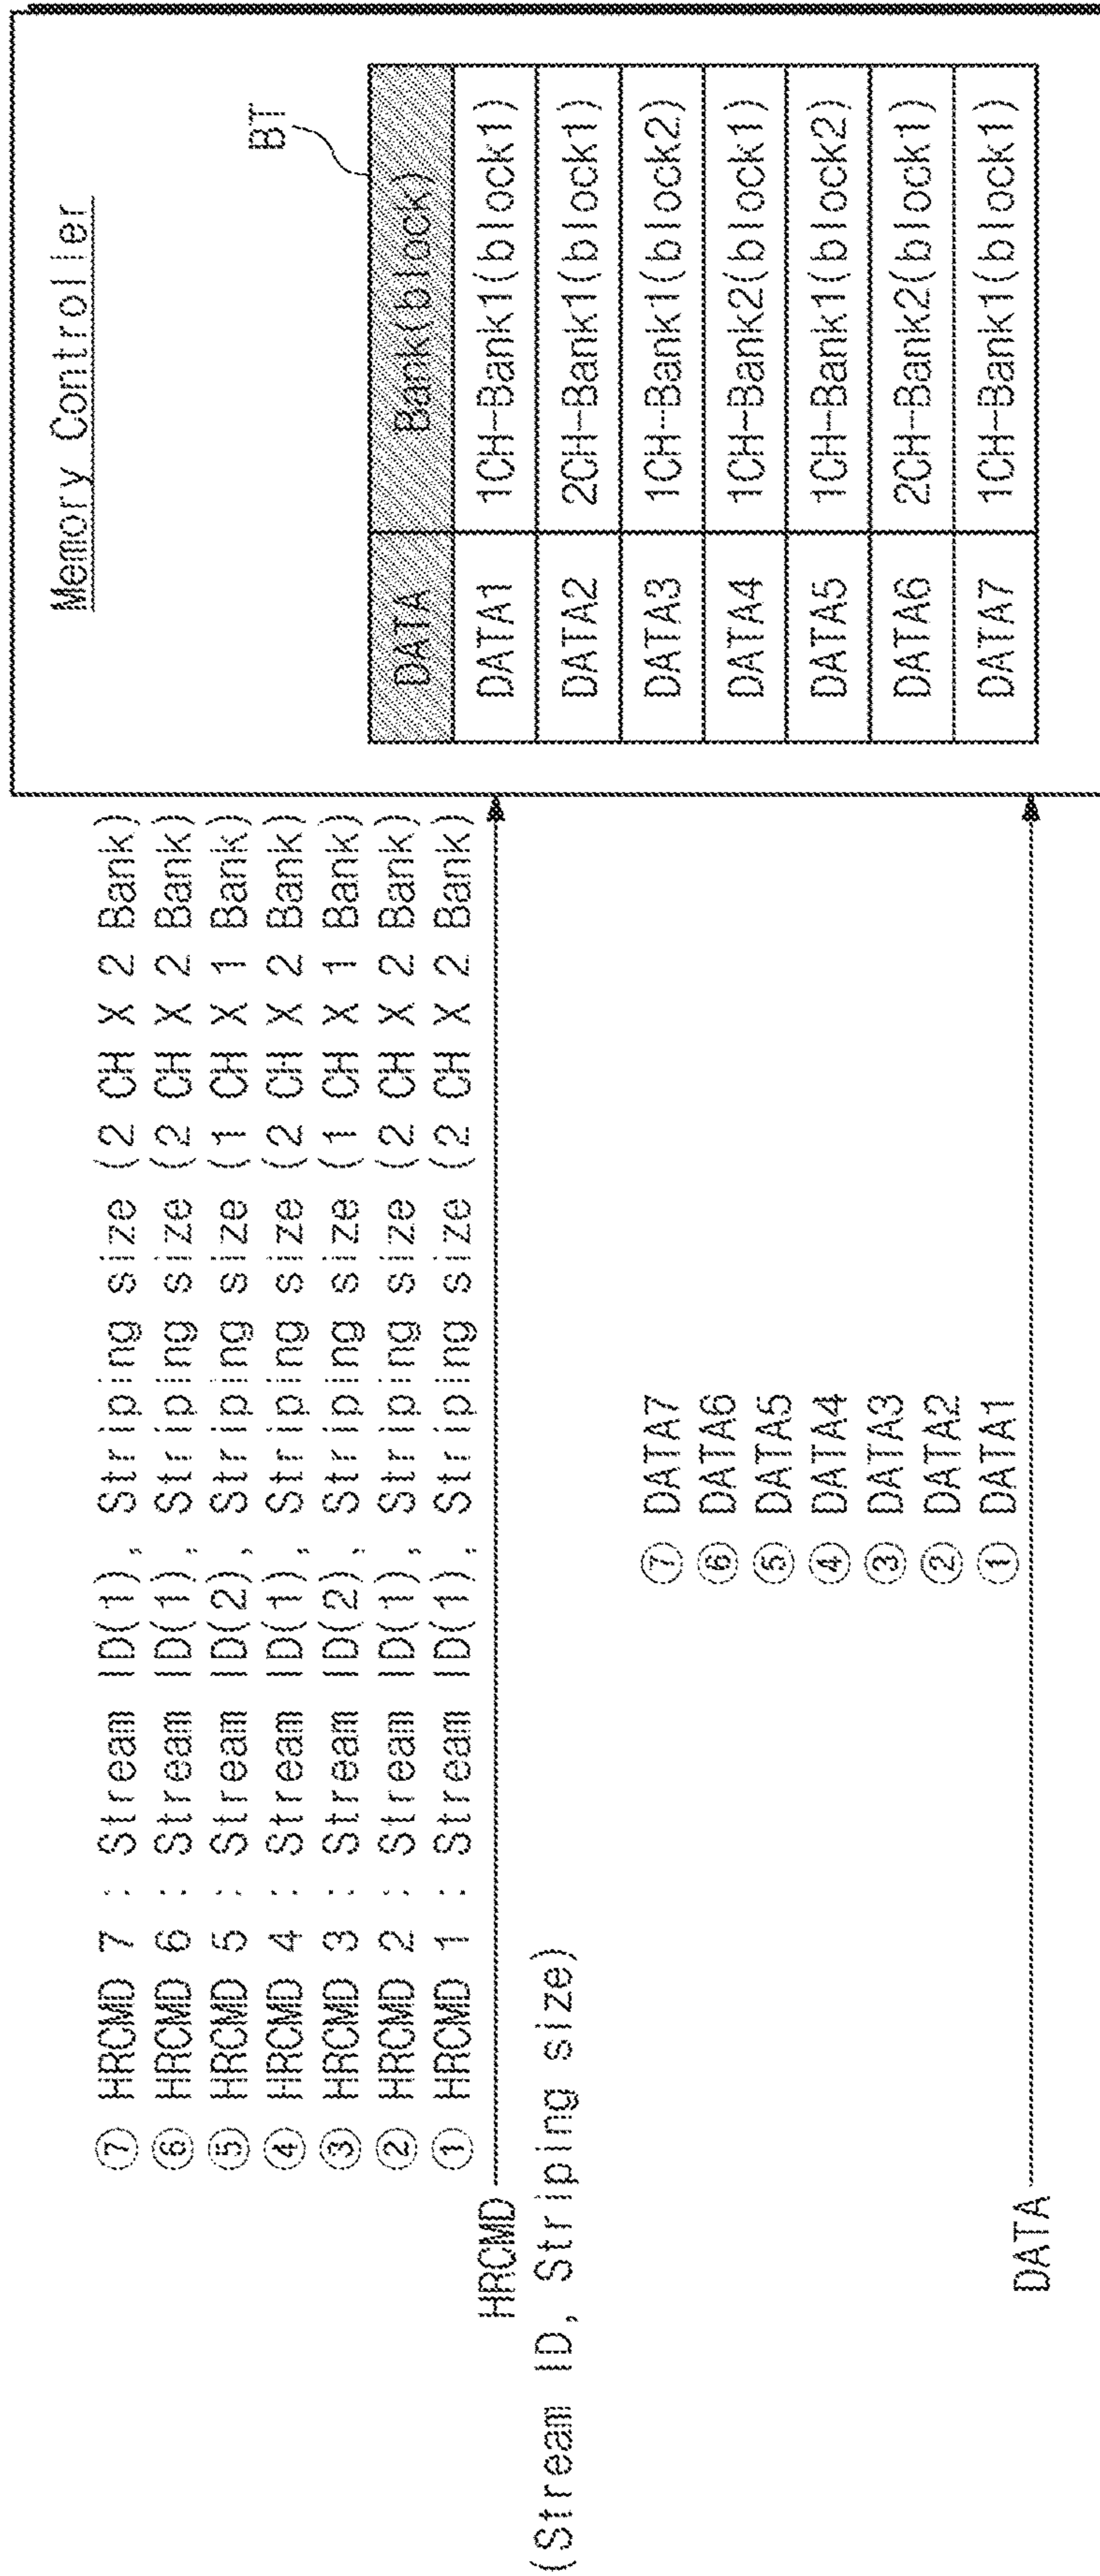 ⑦ HRCMD 7 : Stream ID(1), Striping size (2 CH X 2 Bank)
⑥ HRCMD 6 : Stream ID(1), Striping size (2 CH X 2 Bank)
⑤ HRCMD 5 : Stream ID(2), Striping size (1 CH X 1 Bank)
④ HRCMD 4 : Stream ID(1), Striping size (2 CH X 2 Bank)
③ HRCMD 3 : Stream ID(2), Striping size (1 CH X 1 Bank)
② HRCMD 2 : Stream ID(1), Striping size (2 CH X 2 Bank)
① HRCMD 1 : Stream ID(1), Striping size (2 CH X 2 Bank)
HRCMD
(Stream ID, Striping size)
⑦ DATA7
⑥ DATA6
⑤ DATA5
④ DATA4
③ DATA3
② DATA2
① DATA1
DATA
Memory Controller
BT
DATA Bank(block)
DATA1 1CH-Bank1(block1)
DATA2 2CH-Bank1(block1)
DATA3 1CH-Bank1(block2)
DATA4 1CH-Bank2(block1)
DATA5 1CH-Bank1(block2)
DATA6 2CH-Bank2(block1)
DATA7 1CH-Bank1(block1)